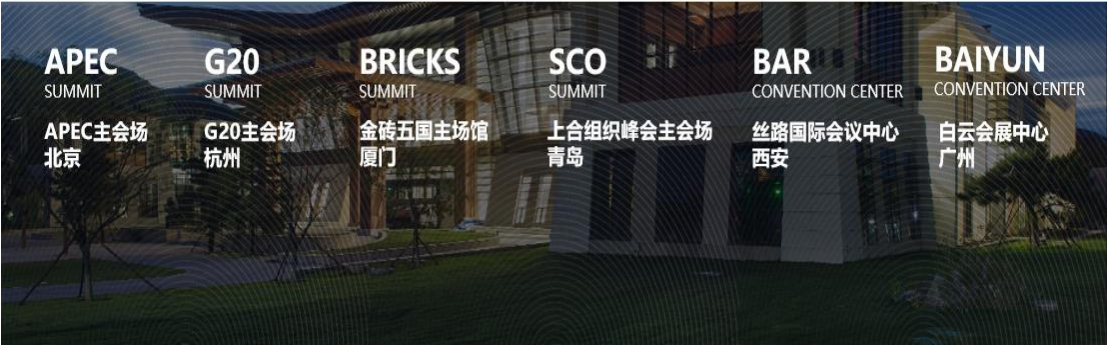 APEC
SUMMIT
APEC主会场
北京
G20
SUMMIT
G20主会场
杭州
BRICKS
SUMMIT
金砖五国主场馆
厦门
SCO
SUMMIT
上合组织峰会主会场
青岛
BAR
CONVENTION CENTER
丝路国际会议中心
西安
BAIYUN
CONVENTION CENTER
白云会展中心
广州